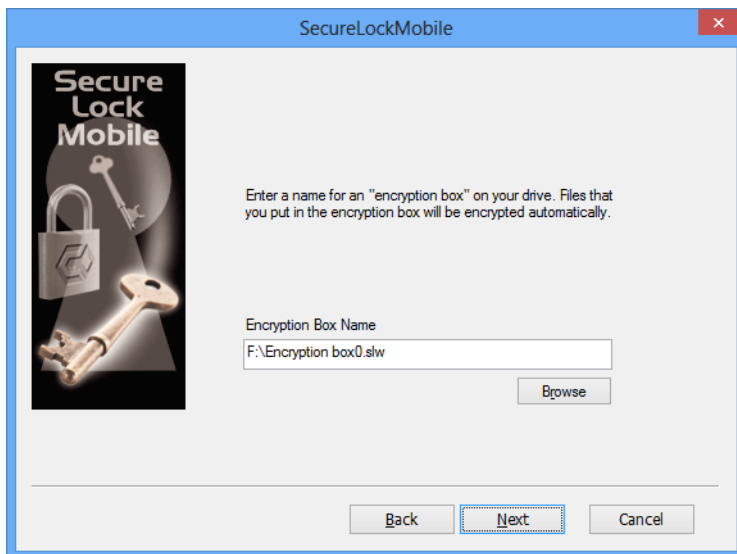 SecureLockMobile
Secure
Lock
Mobile
Enter a name for an "encryption box" on your drive. Files that
you put in the encryption box will be encrypted automatically.
Encryption Box Name
F:\Encryption box0.slw
Browse
Back
Next
Cancel